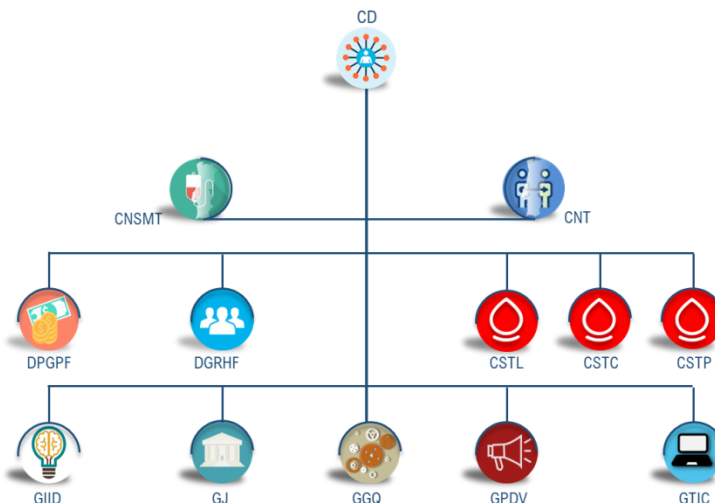 CD
CNSMT
CNT
DPGPF
DGRHF
CSTL
CSTC
CSTP
GIID
GJ
GGQ
GPDV
GTIC